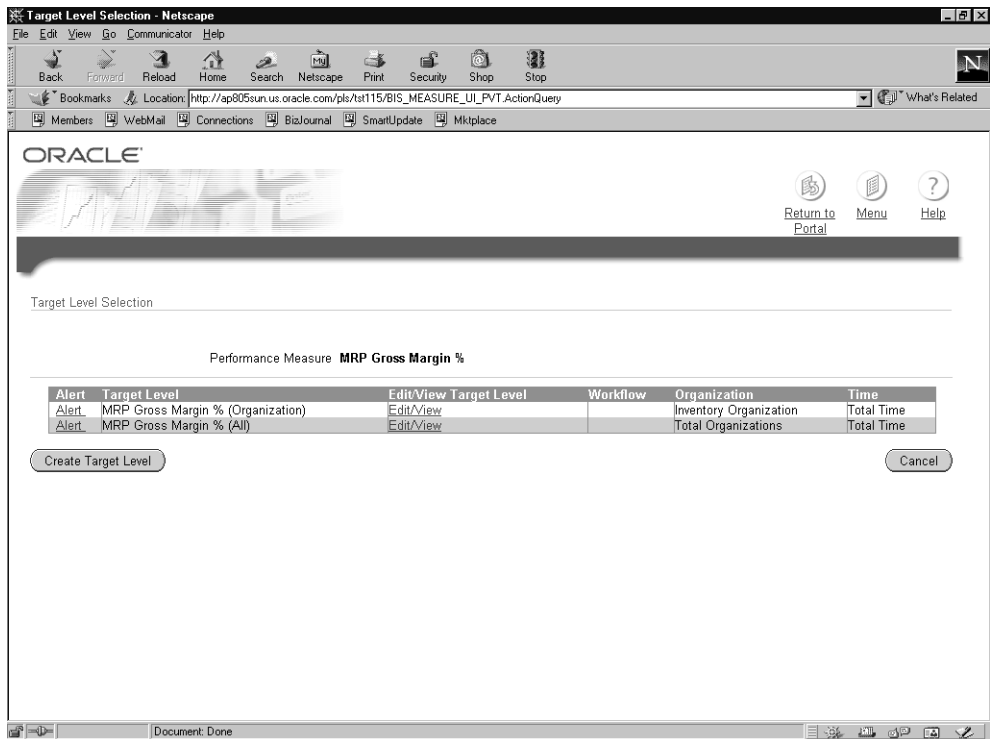 Target Level Selection - Netscape
File Edit View Go Communicator Help
Back Forward Reload Home Search Netscape Print Security Shop Stop
My
N
Bookmarks Location: http://ap805sun.us.oracle.com/pls/tst115/BIS_MEASURE_UI_PVT.ActionQuery What's Related
Members WebMail Connections BizJournal SmartUpdate Mktplace
ORACLE
Return to Portal Menu Help
Target Level Selection
Performance Measure MRP Gross Margin %
Alert Target Level Edit/View Target Level Workflow Organization Time
Alert MRP Gross Margin % (Organization) Edit/View Inventory Organization Total Time
Alert MRP Gross Margin % (All) Edit/View Total Organizations Total Time
Create Target Level Cancel
Document: Done